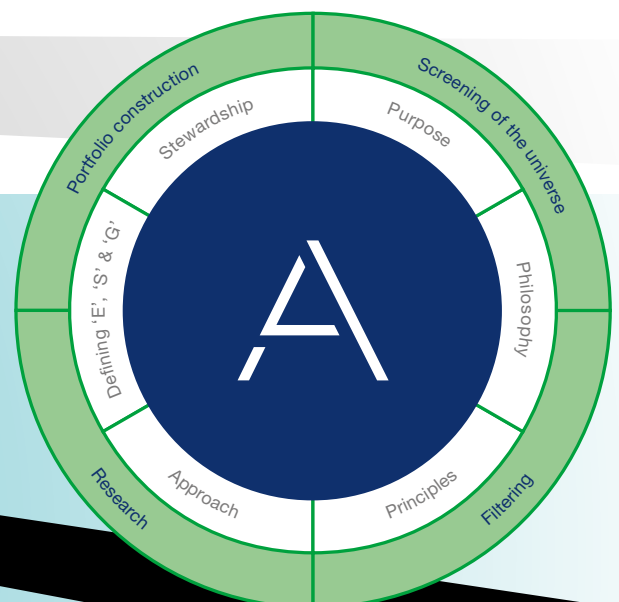 Portfolio construction
Screening of the universe
Stewardship
Purpose
Defining ‘E’, ‘S’ & ‘G’
Philosophy
Approach
Principles
Research
Filtering